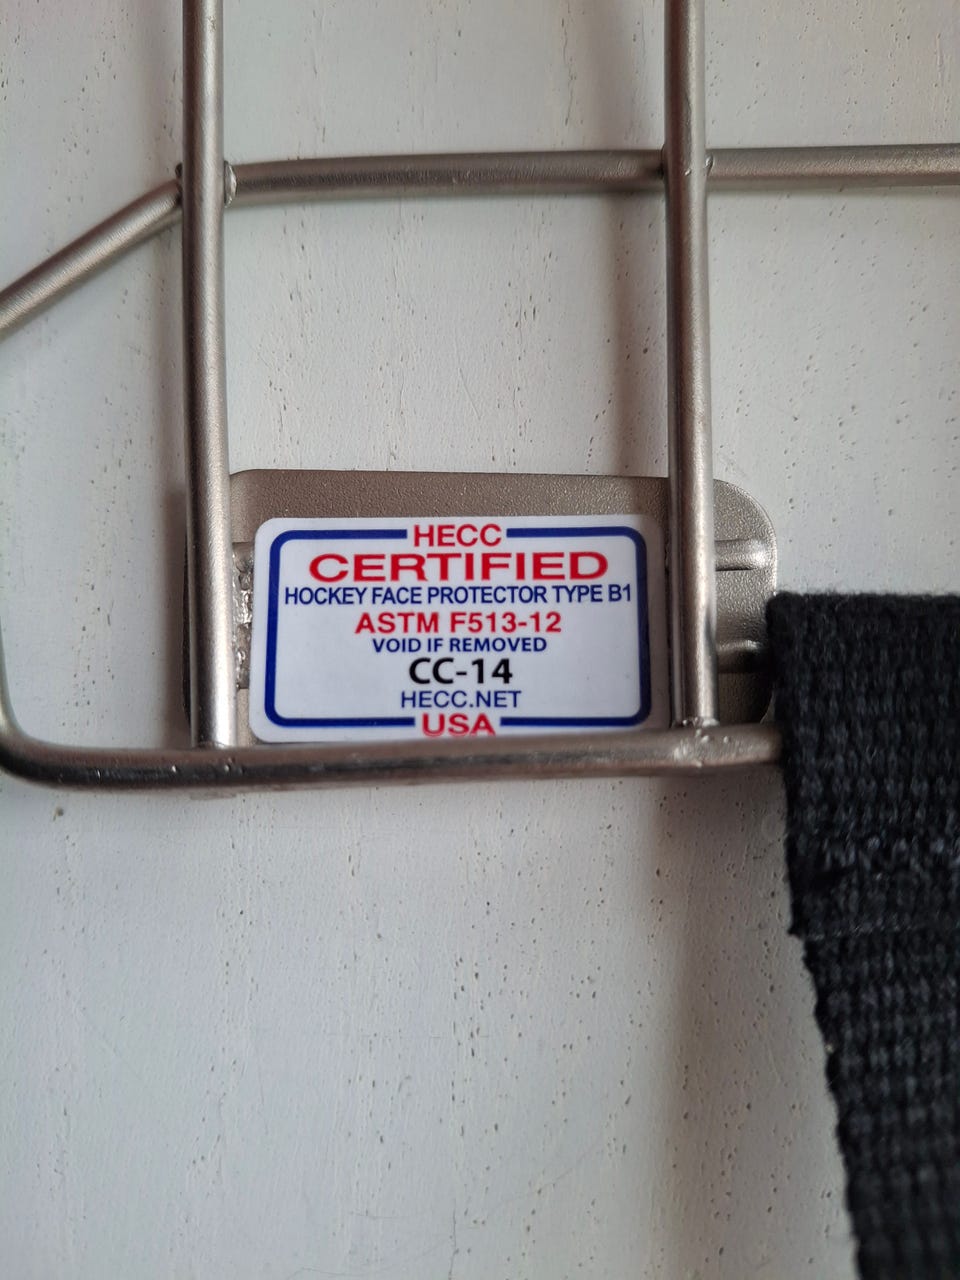 HECC
CERTIFIED
HOCKEY FACE PROTECTOR TYPE B1
ASTM F513-12
VOID IF REMOVED
CC-14
HECC.NET
USA